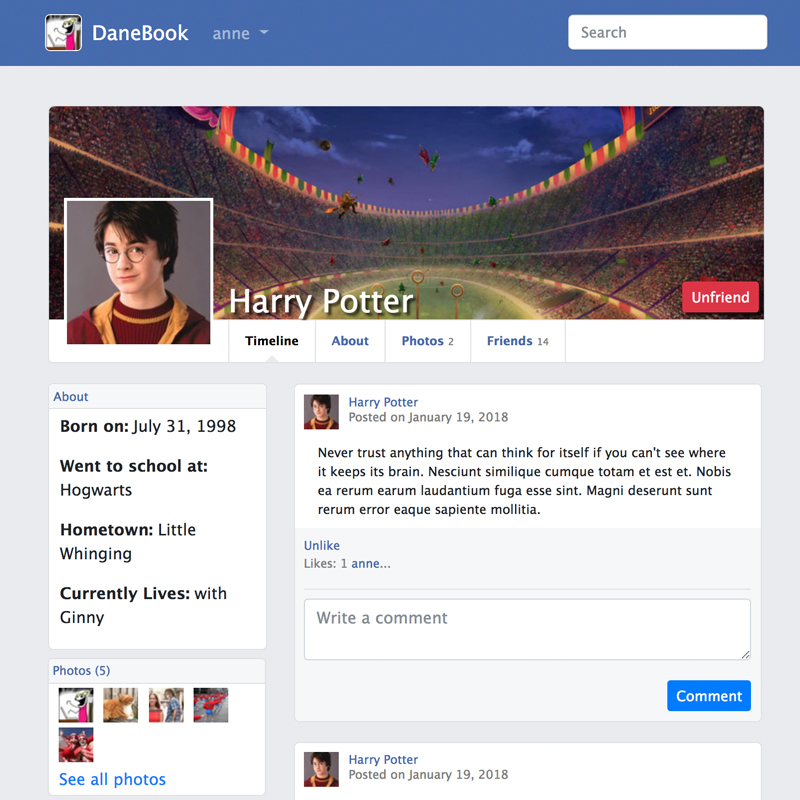 DaneBook
anne
Search
Harry Potter
Unfriend
Timeline
About
Photos 2
Friends 14
About
Born on: July 31, 1998
Went to school at:
Hogwarts
Hometown: Little
Whinging
Currently Lives: with
Ginny
Photos (5)
See all photos
Harry Potter
Posted on January 19, 2018
Never trust anything that can think for itself if you can't see where
it keeps its brain. Nesciunt similique cumque totam et est et. Nobis
ea rerum earum laudantium fuga esse sint. Magni deserunt sunt
rerum error eaque sapiente mollitia.
Unlike
Likes: 1 anne...
Write a comment
Comment
Harry Potter
Posted on January 19, 2018